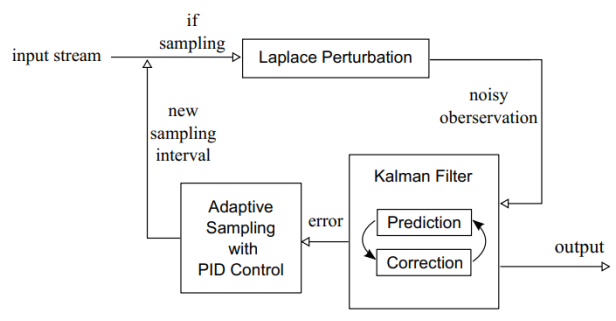 if
sampling
input stream
Laplace Perturbation
new
sampling
interval
noisy
oberservation
Kalman Filter
Prediction
Correction
Adaptive
Sampling
with
PID Control
error
output